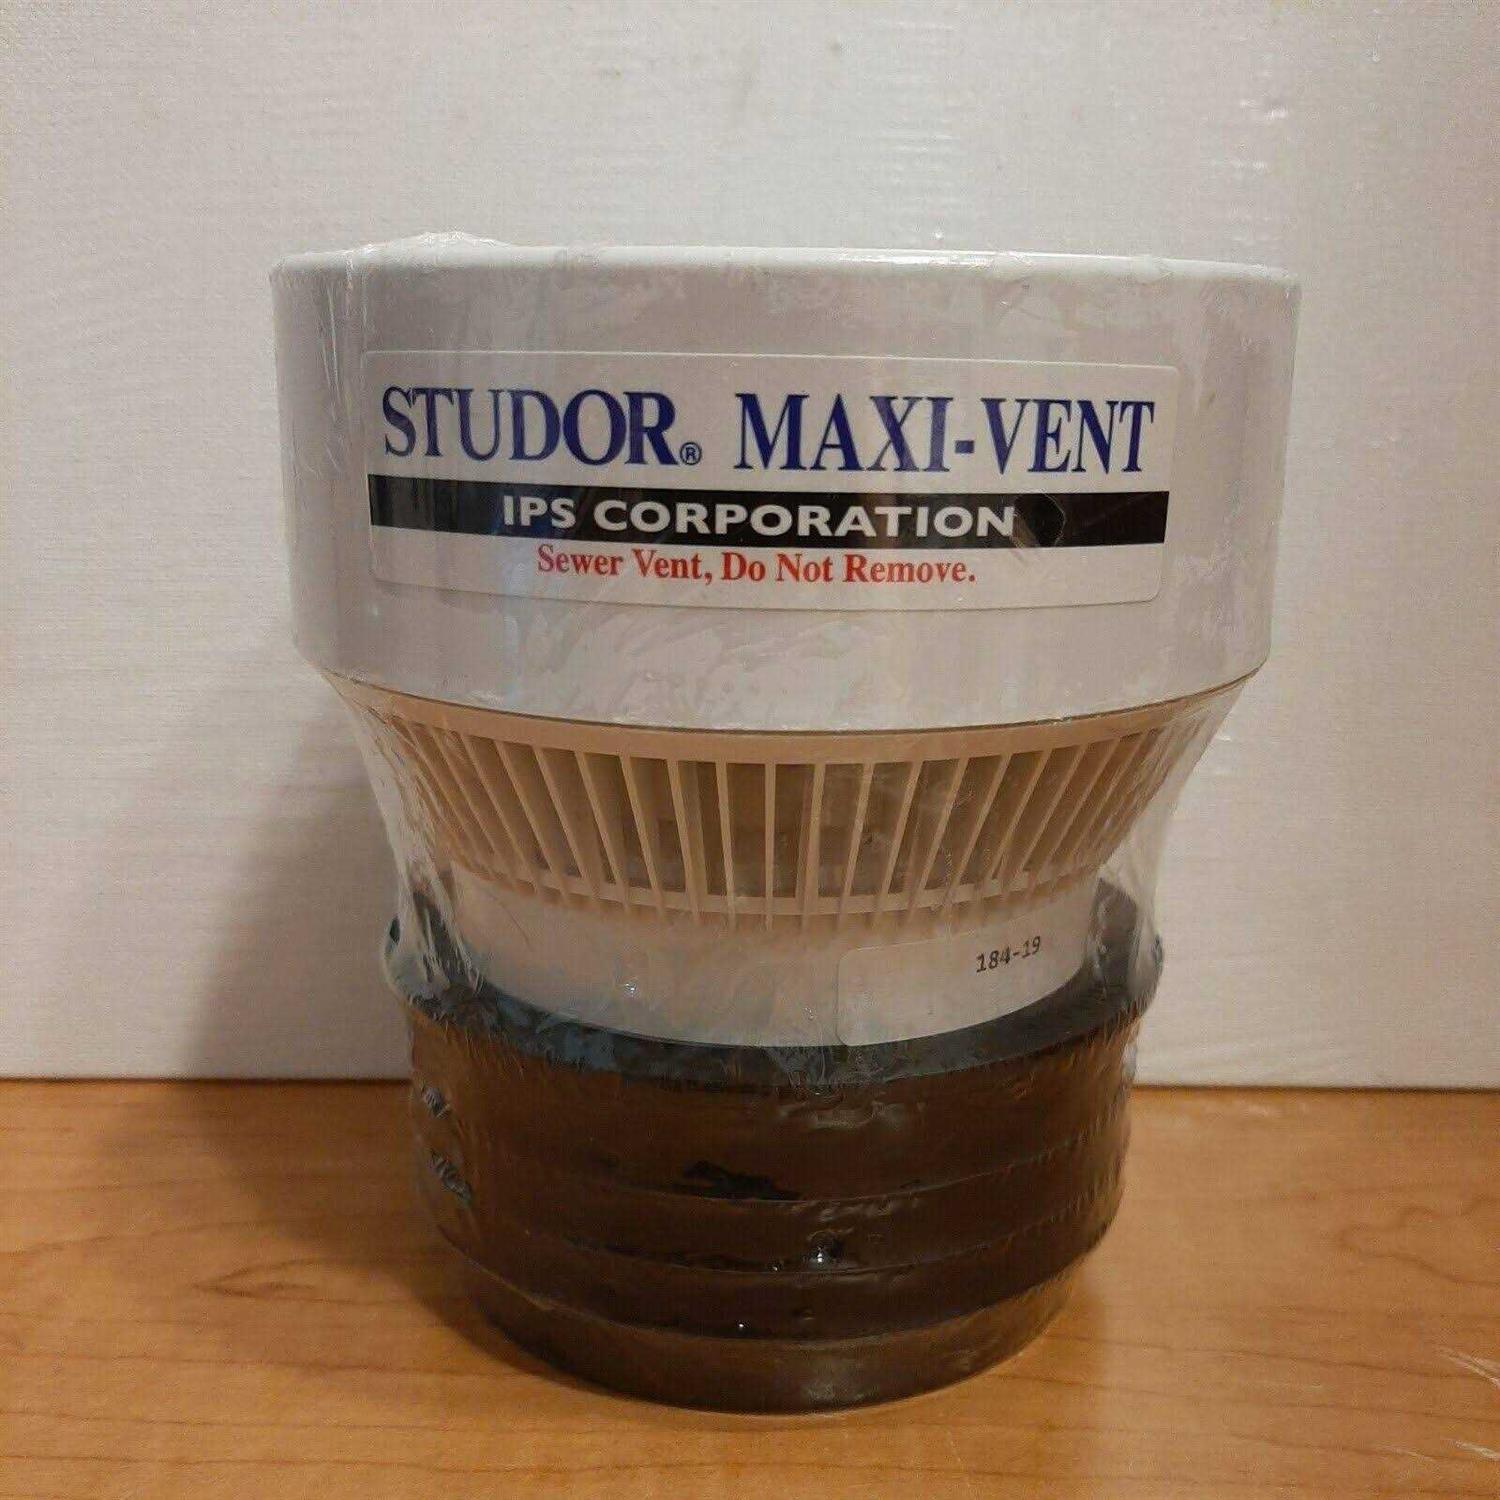 STUDOR® MAXI-VENT
IPS CORPORATION
Sewer Vent, Do Not Remove.
184-19